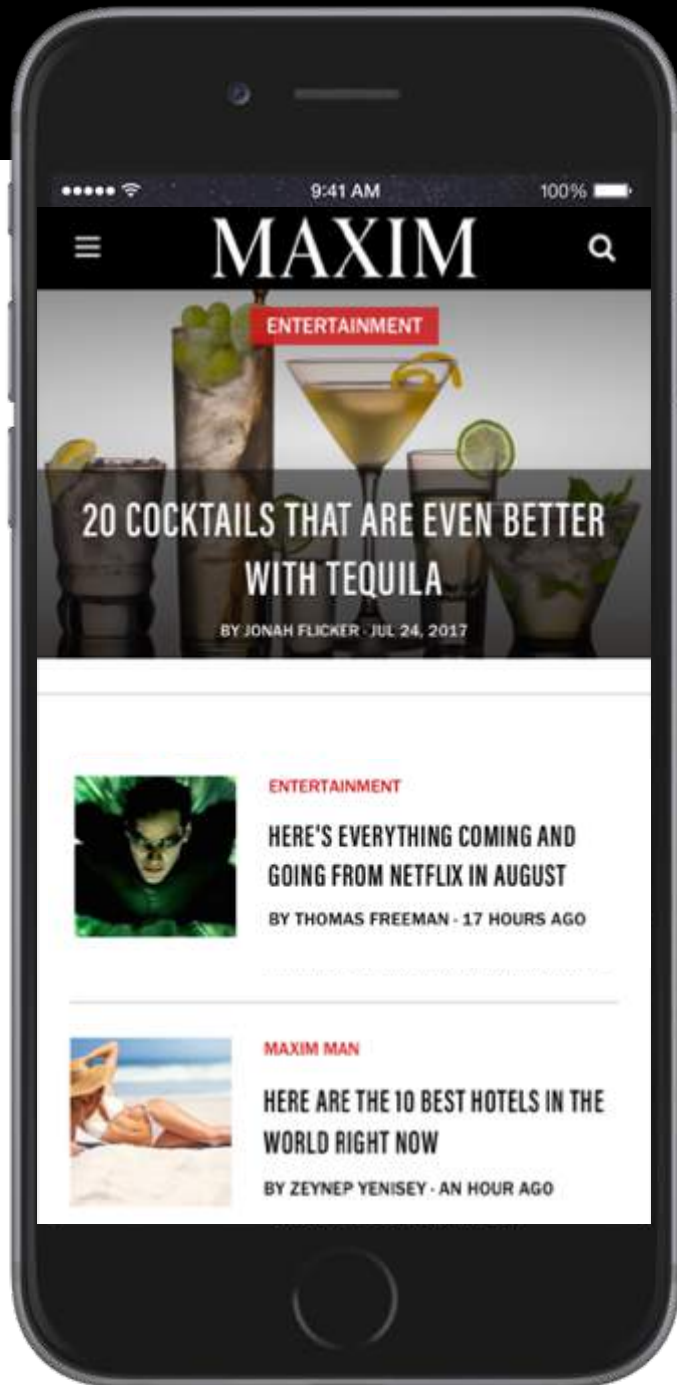 9:41 AM
100%
MAXIM
ENTERTAINMENT
20 COCKTAILS THAT ARE EVEN BETTER
WITH TEQUILA
BY JONAH FLICKER - JUL 24, 2017
ENTERTAINMENT
HERE'S EVERYTHING COMING AND
GOING FROM NETFLIX IN AUGUST
BY THOMAS FREEMAN - 17 HOURS AGO
MAXIM MAN
HERE ARE THE 10 BEST HOTELS IN THE
WORLD RIGHT NOW
BY ZEYNEP YENISEY - AN HOUR AGO